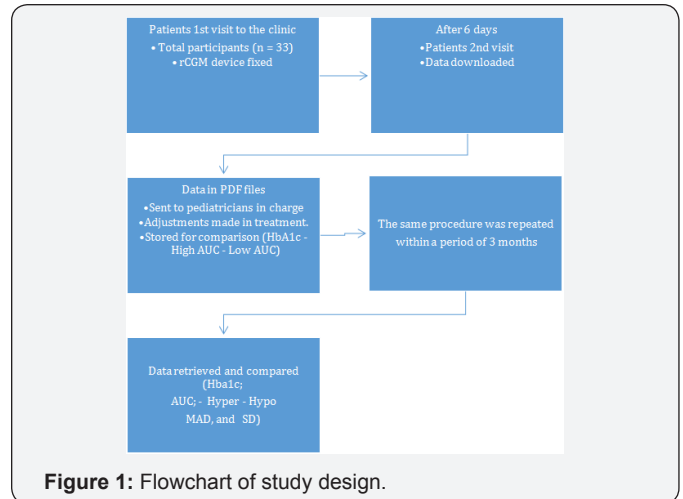 Patients 1st visit to the clinic
• Total participants (n = 33)
• rCGM device fixed
After 6 days
•Patients 2nd visit
•Data downloaded
Data in PDF files
•Sent to pediatricians in charge
•Adjustments made in treatment.
•Stored for comparison (HbA1c -
High AUC - Low AUC)
The same procedure was repeated
within a period of 3 months
Data retrieved and compared
(Hba1c;
AUC; - Hyper - Hypo
MAD, and SD)
Figure 1: Flowchart of study design.